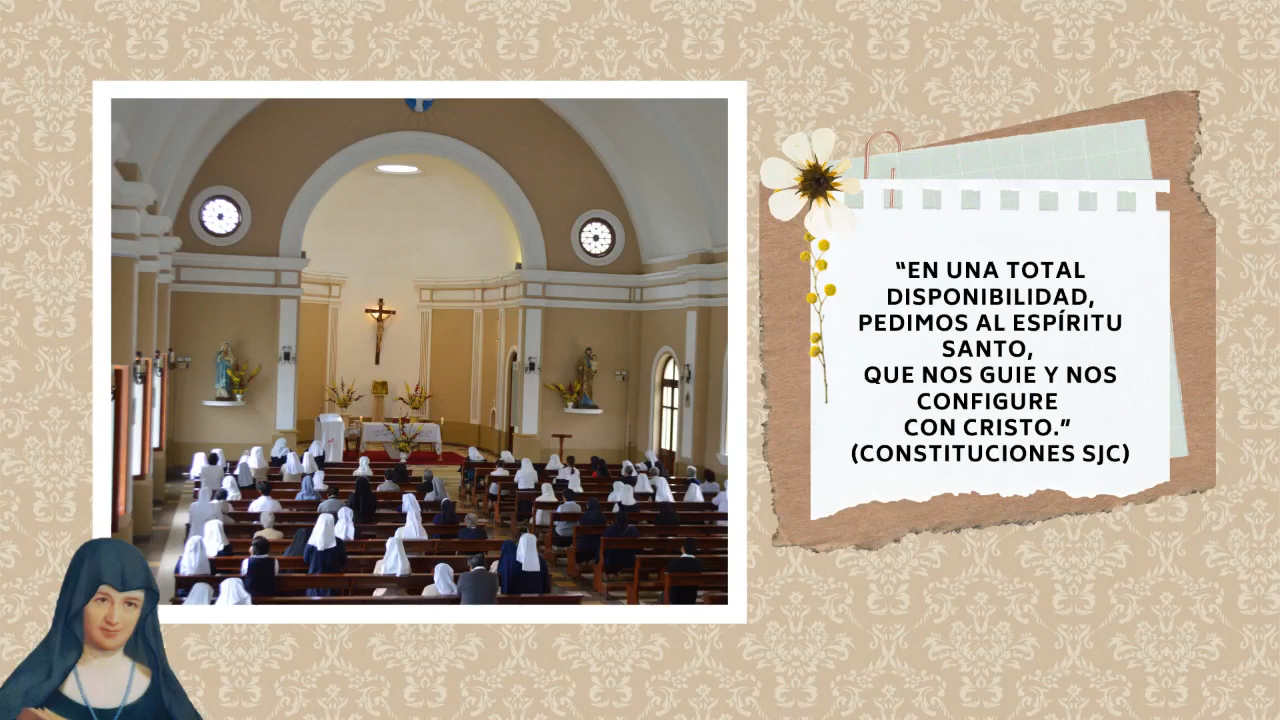 “EN UNA TOTAL
DISPONIBILIDAD,
PEDIMOS AL ESPÍRITU
SANTO,
QUE NOS GUIE Y NOS
CONFIGURE
CON CRISTO.”
(CONSTITUCIONES SJC)